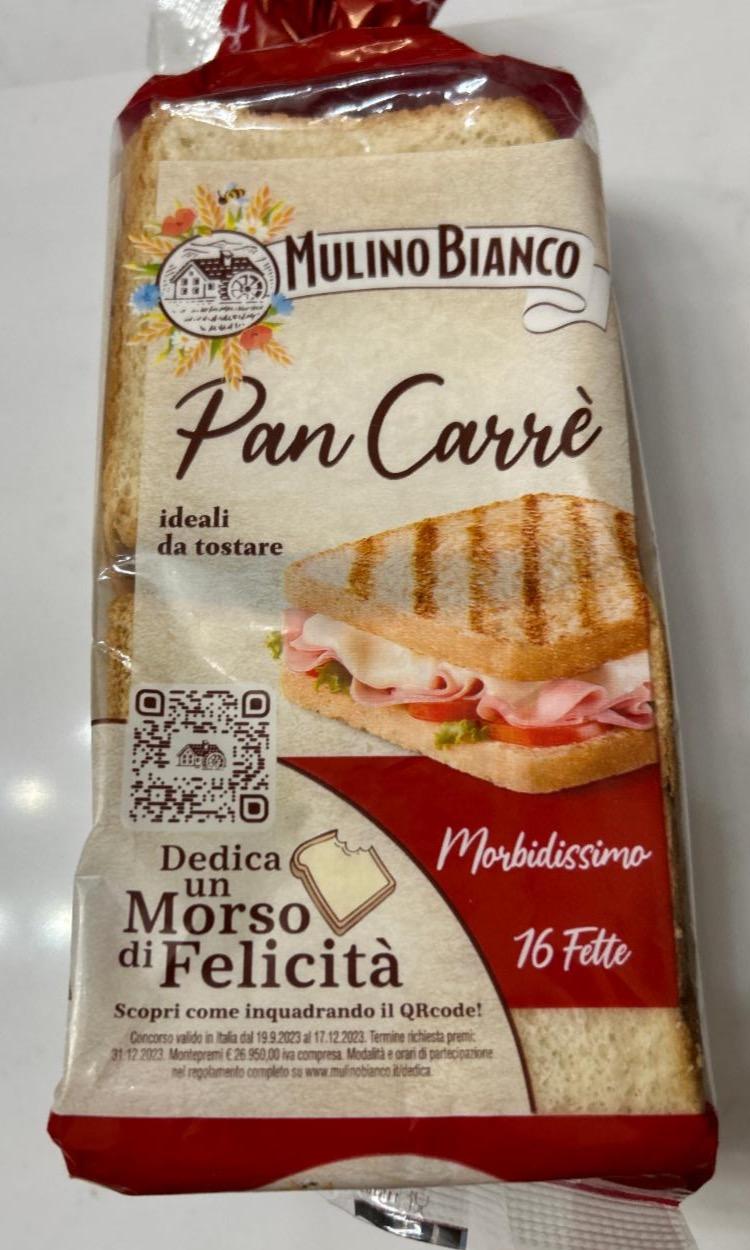 MULINO BIANCO
Pan Carrè
ideali
da tostare
Morbidissimo
16 Fette
Dedica
un
Morso
di Felicità
Scopri come inquadrando il QRcode!
Concorso valido in Italia dal 19.9.2023 al 17.12.2023. Termine richiesta premi:
31.12.2023. Montepremi € 26.950,00 iva compresa. Modalità e orari di partecipazione
nel regolamento completo su www.mulinobianco.it/dedica